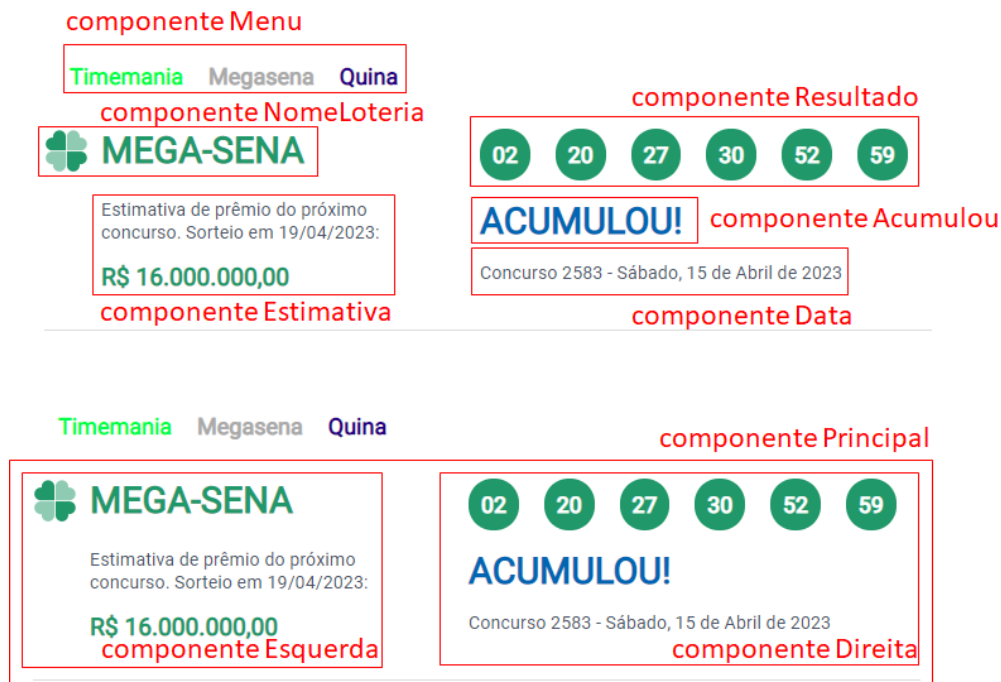 componente Menu
Timemania Megasena Quina
componente NomeLoteria
componente Resultado
MEGA-SENA
02 20 27 30 52 59
Estimativa de prêmio do próximo
concurso. Sorteio em 19/04/2023:
R$ 16.000.000,00
componente Estimativa
ACUMULOU!
componente Acumulou
Concurso 2583 - Sábado, 15 de Abril de 2023
componente Data
Timemania Megasena Quina
componente Principal
MEGA-SENA
Estimativa de prêmio do próximo
concurso. Sorteio em 19/04/2023:
R$ 16.000.000,00
componente Esquerda
02 20 27 30 52 59
ACUMULOU!
Concurso 2583 - Sábado, 15 de Abril de 2023
componente Direita